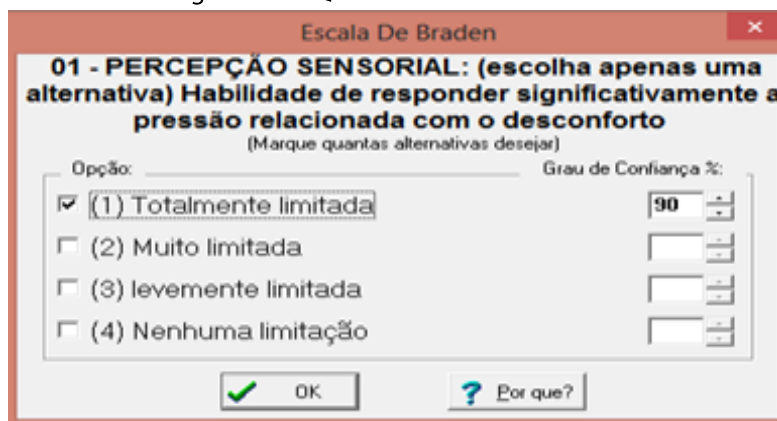 Escala De Braden
01 - PERCEPÇÃO SENSORIAL: (escolha apenas uma
alternativa) Habilidade de responder significativamente a
pressão relacionada com o desconforto
(Marque quantas alternativas desejar)
Opção: Grau de Confiança %:
(1) Totalmente limitada 90
(2) Muito limitada
(3) levemente limitada
(4) Nenhuma limitação
OK ? Por que?